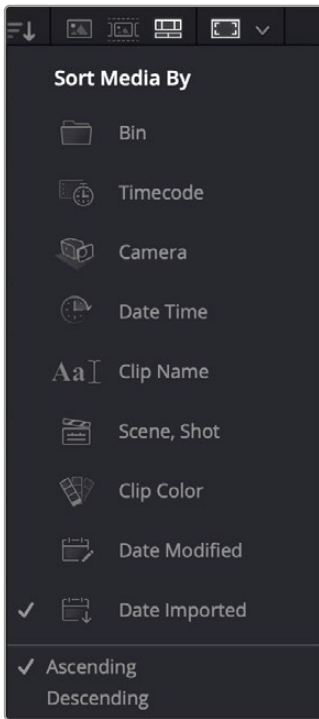 Sort Media By
Bin
Timecode
Camera
Date Time
Aa Clip Name
Scene, Shot
Clip Color
Date Modified
Date Imported
Ascending
Descending